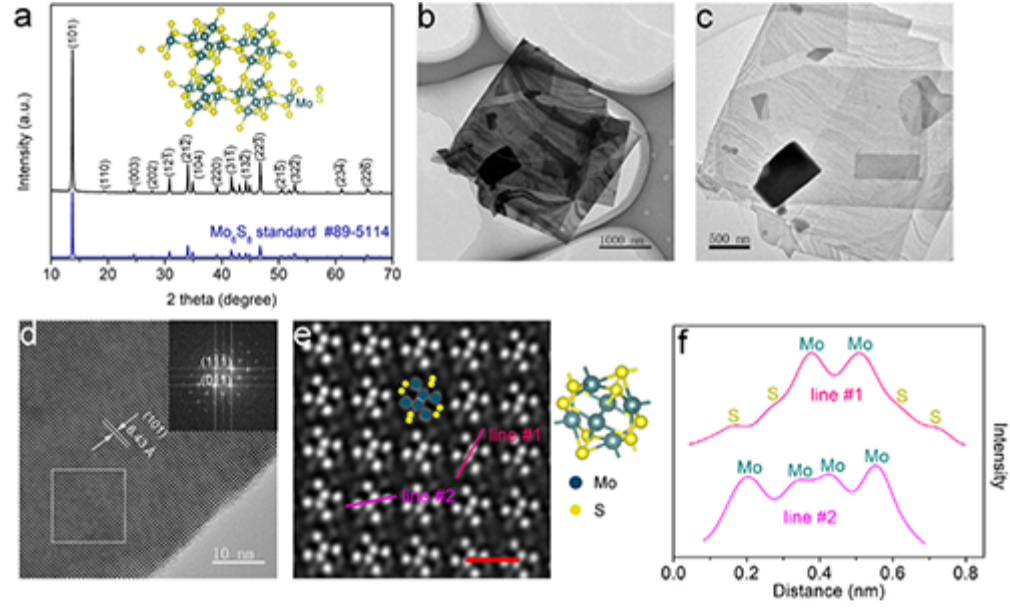 a
(101)
Mo
S
(110)
(003)
(202)
(121̄)
(212̄)
(104)
(220)
(311̄)
(132̄)
(223̄)
(215̄)
(322̄)
(234̄)
(226̄)
Mo₆S₈ standard #89-5114
Intensity (a.u.)
10 20 30 40 50 60 70
2 theta (degree)
b
1000 nm
c
500 nm
d
(101)
6.43 Å
10 nm
e
line #1
line #2
Mo
S
f
Mo Mo
S S S S
line #1
Mo Mo Mo Mo
line #2
Intensity
0.0 0.2 0.4 0.6 0.8
Distance (nm)